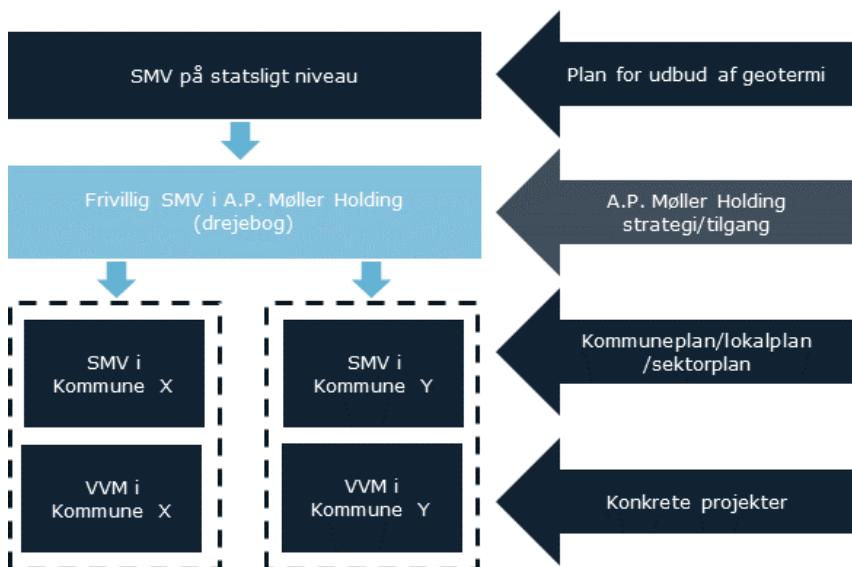 SMV på statsligt niveau
Plan for udbud af geotermi
Frivillig SMV i A.P. Møller Holding
(drejebog)
A.P. Møller Holding
strategi/tilgang
SMV i
Kommune X
SMV i
Kommune Y
Kommuneplan/lokalplan
/sektorplan
VVM i
Kommune X
VVM i
Kommune Y
Konkrete projekter